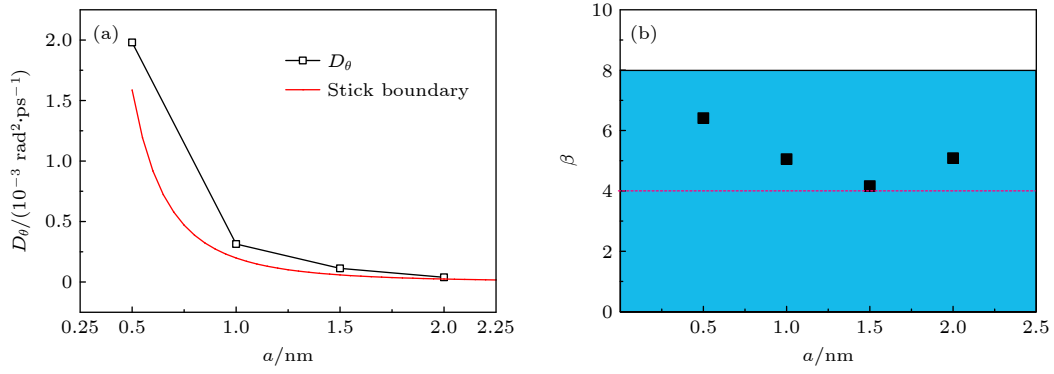 (a)
D_θ
Stick boundary
D_θ/(10⁻³ rad²·ps⁻¹)
2.0
1.5
1.0
0.5
0
0.25 0.5 1.0 1.5 2.0 2.25
a/nm
(b)
β
10
8
6
4
2
0
0.5 1.0 1.5 2.0 2.5
a/nm